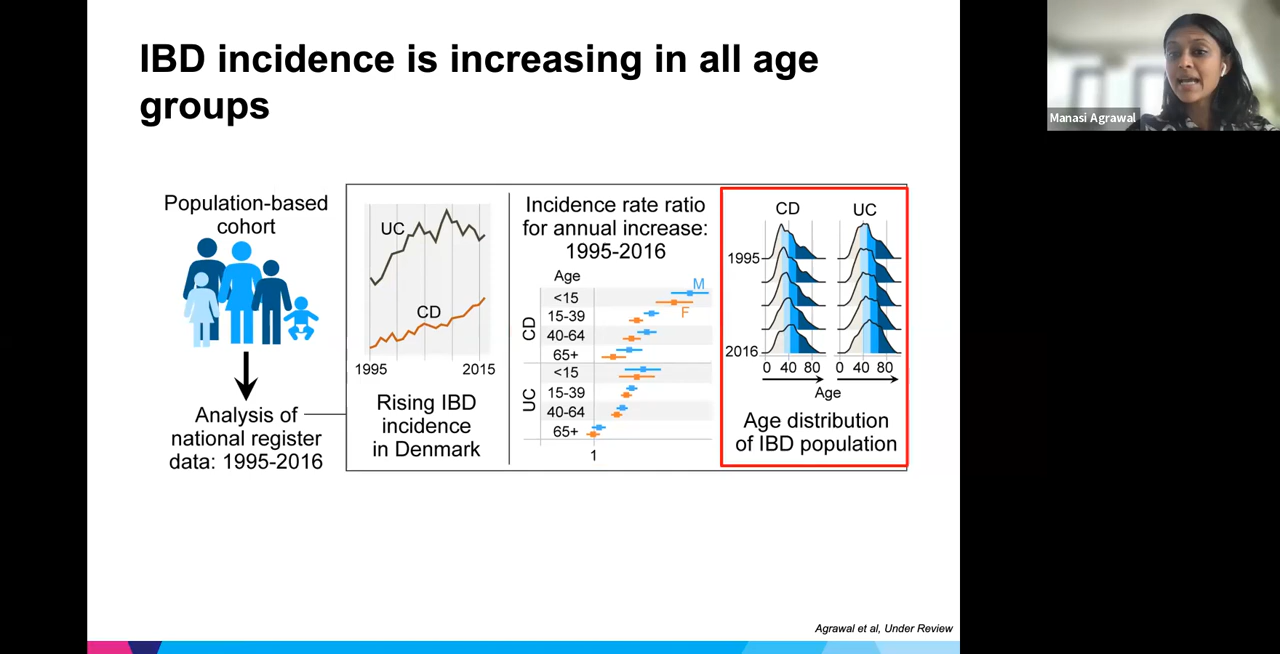 IBD incidence is increasing in all age
groups
Manasi Agrawal
Population-based
cohort
Analysis of
national register
data: 1995-2016
UC
CD
1995
2015
Rising IBD
incidence
in Denmark
Incidence rate ratio
for annual increase:
1995-2016
Age
M
F
CD
<15
15-39
40-64
65+
UC
<15
15-39
40-64
65+
1
CD
UC
1995
2016
0 40 80
0 40 80
Age
Age distribution
of IBD population
Agrawal et al, Under Review